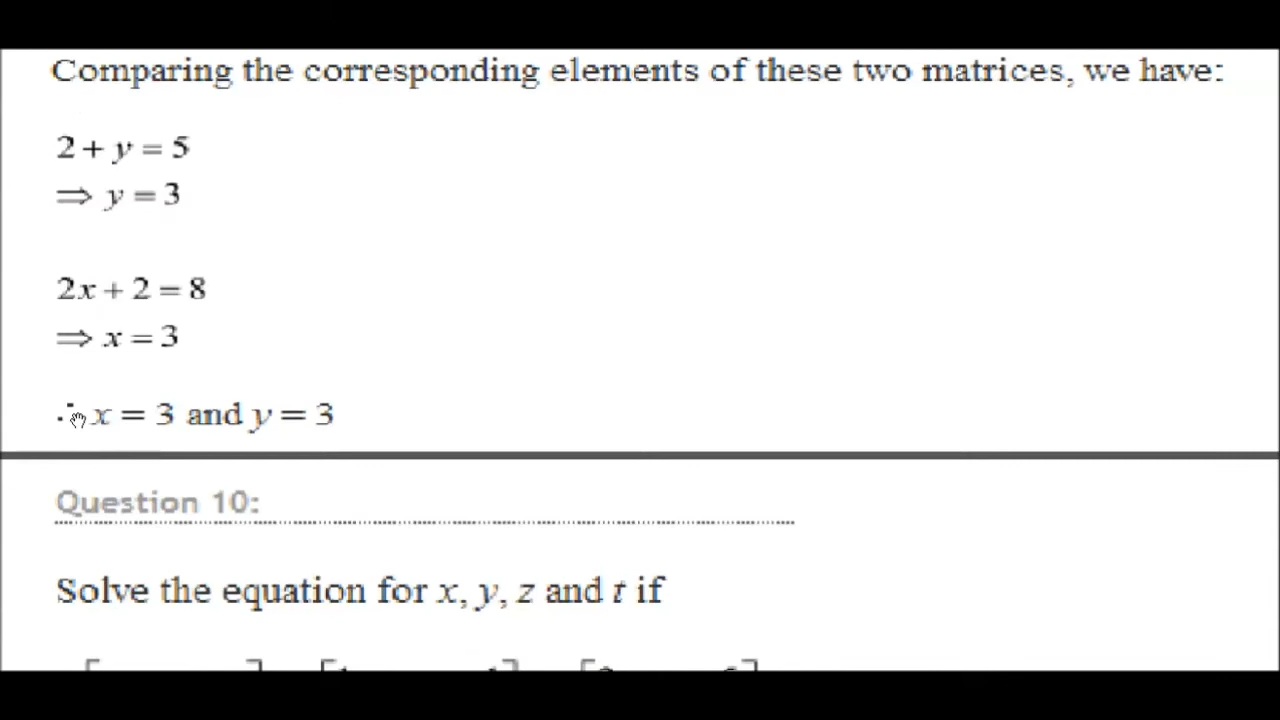 Comparing the corresponding elements of these two matrices, we have:
2 + y = 5
⇒ y = 3
2x + 2 = 8
⇒ x = 3
∴ x = 3 and y = 3
Question 10:
Solve the equation for x, y, z and t if